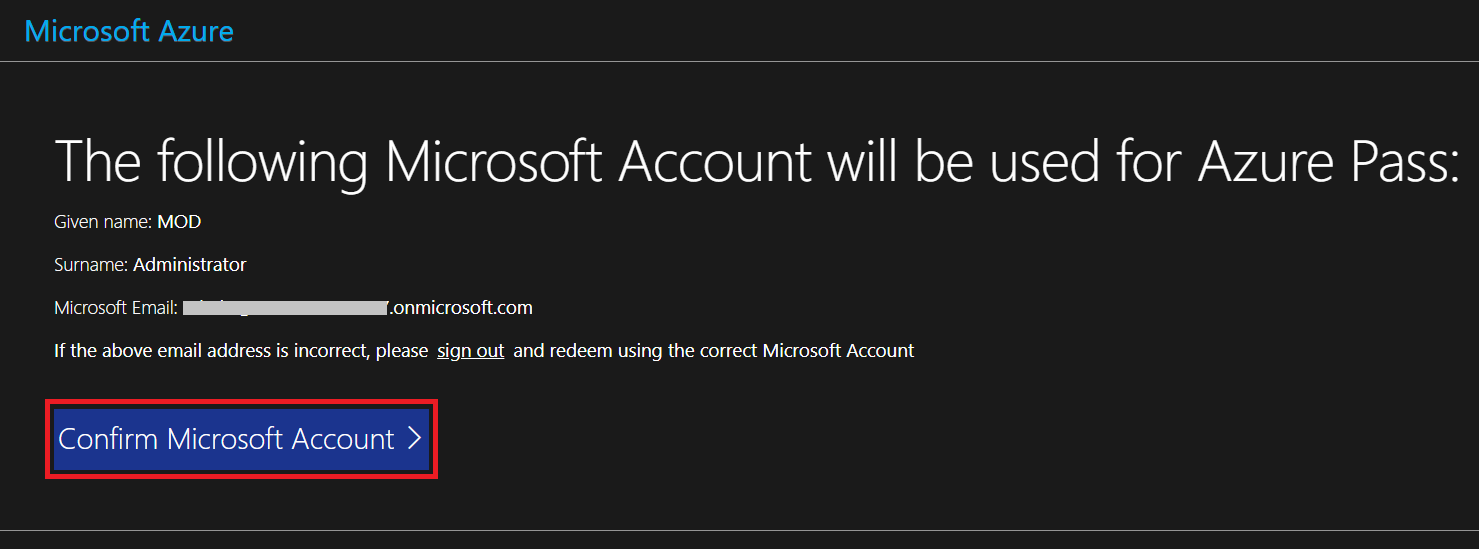 Microsoft Azure
The following Microsoft Account will be used for Azure Pass:
Given name: MOD
Surname: Administrator
Microsoft Email: .onmicrosoft.com
If the above email address is incorrect, please sign out and redeem using the correct Microsoft Account
Confirm Microsoft Account >